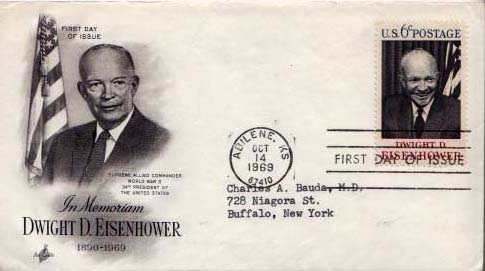 FIRST DAY
OF ISSUE
SUPREME ALLIED COMMANDER
WORLD WAR II
34th PRESIDENT OF
THE UNITED STATES
In Memoriam
DWIGHT D. EISENHOWER
1890-1969
ArtCraft
U.S. 6¢ POSTAGE
DWIGHT D.
EISENHOWER
ABILENE, KS
OCT
14
1969
67410
FIRST DAY OF ISSUE
Charles A. Bauda, M.D.
728 Niagora St.
Buffalo, New York